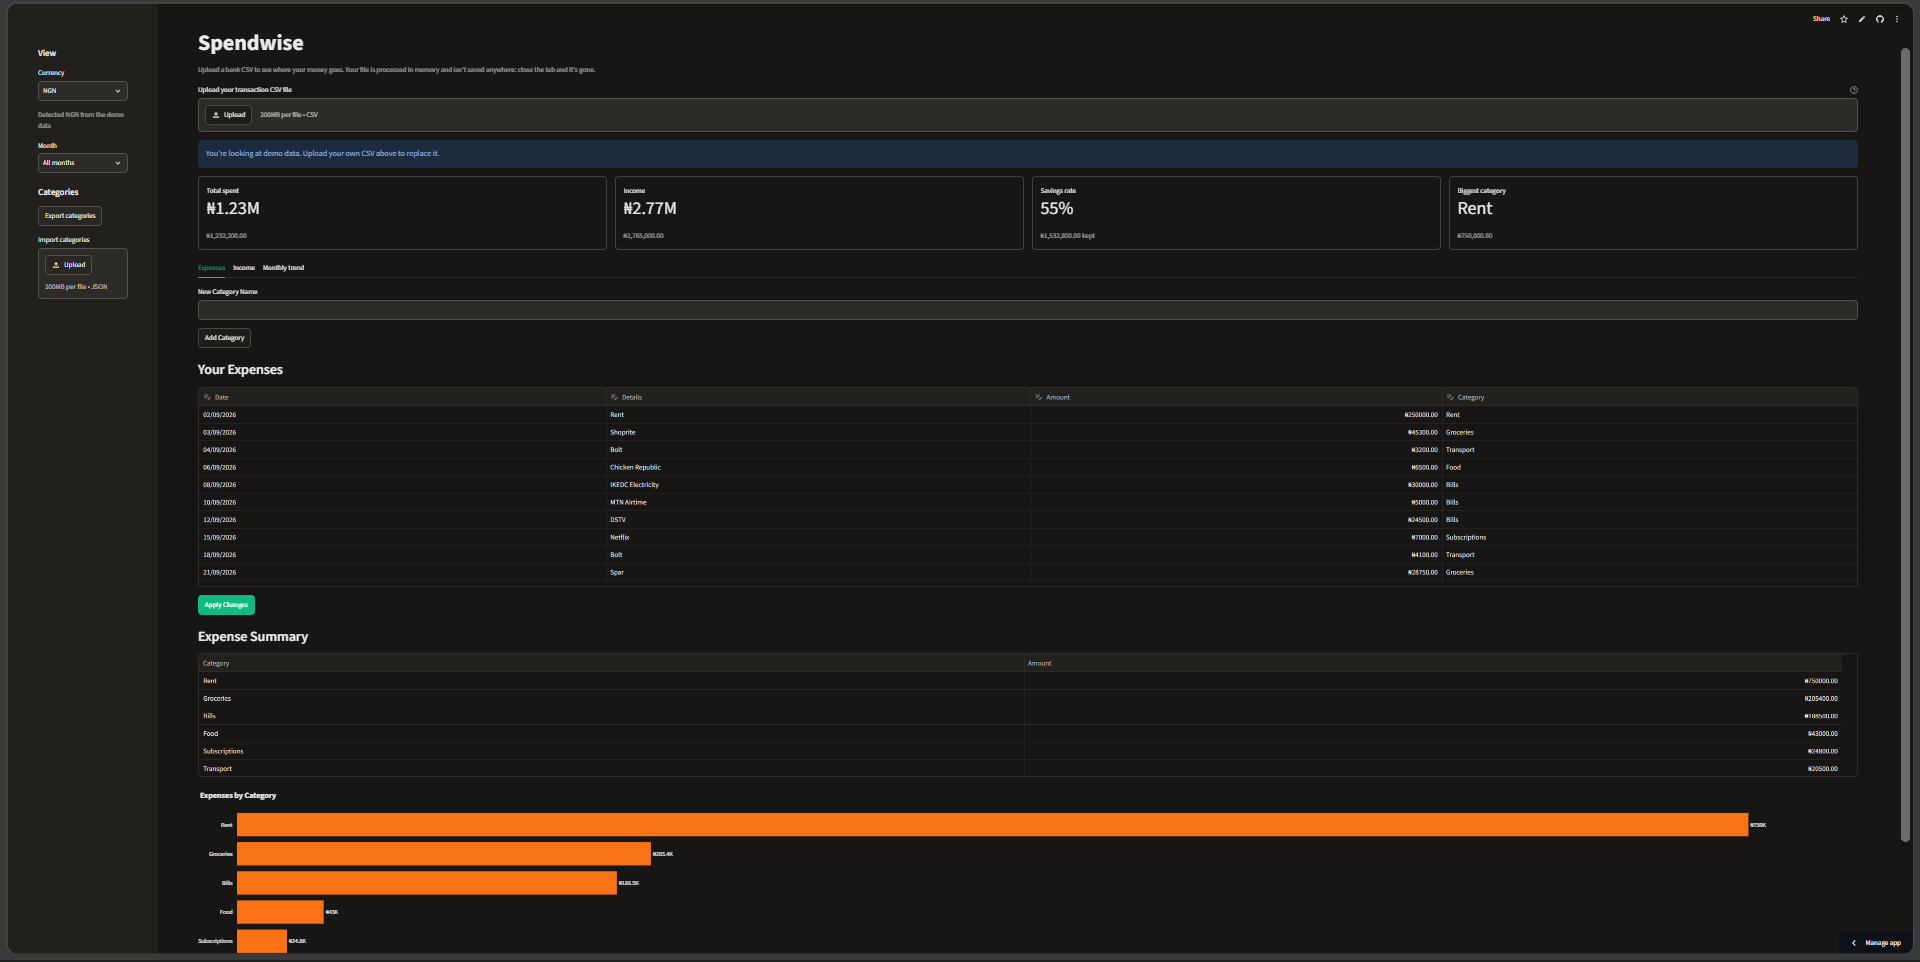 Share
View
Currency
NGN
Detected NGN from the demo
data
Month
All months
Categories
Export categories
Import categories
Upload
200MB per file • JSON
Spendwise
Upload a bank CSV to see where your money goes. Your file is processed in memory and isn't saved anywhere: close the tab and it's gone.
Upload your transaction CSV file
Upload 200MB per file • CSV
You're looking at demo data. Upload your own CSV above to replace it.
Total spent
₦1.23M
₦1,232,200.00
Income
₦2.77M
₦2,765,000.00
Savings rate
55%
₦1,532,800.00 kept
Biggest category
Rent
₦750,000.00
Expenses Income Monthly trend
New Category Name
Add Category
Your Expenses
Date Details Amount Category
02/09/2026 Rent ₦250000.00 Rent
03/09/2026 Shoprite ₦45300.00 Groceries
04/09/2026 Bolt ₦3200.00 Transport
06/09/2026 Chicken Republic ₦6500.00 Food
08/09/2026 IKEDC Electricity ₦30000.00 Bills
10/09/2026 MTN Airtime ₦5000.00 Bills
12/09/2026 DSTV ₦24500.00 Bills
15/09/2026 Netflix ₦7000.00 Subscriptions
18/09/2026 Bolt ₦4100.00 Transport
21/09/2026 Spar ₦28750.00 Groceries
Apply Changes
Expense Summary
Category Amount
Rent ₦750000.00
Groceries ₦205400.00
Bills ₦188500.00
Food ₦43000.00
Subscriptions ₦24800.00
Transport ₦20500.00
Expenses by Category
Rent ₦750K
Groceries ₦205.4K
Bills ₦188.5K
Food ₦43K
Subscriptions ₦24.8K
Manage app